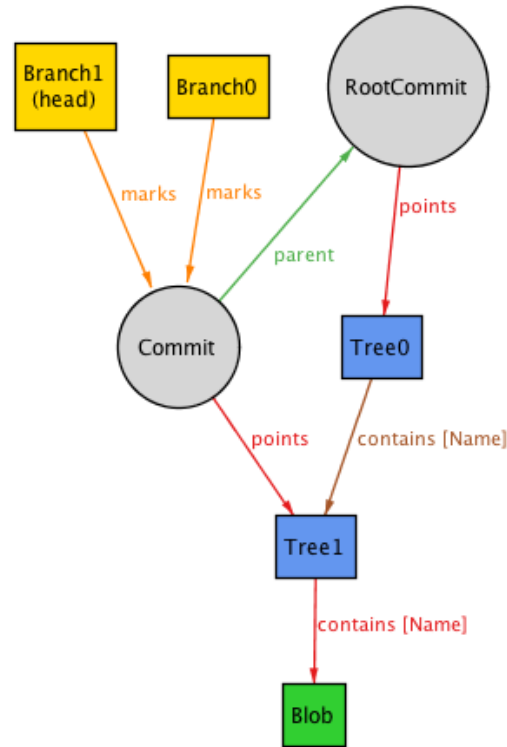 Branch1
(head)
Branch0
RootCommit
marks
marks
points
parent
Commit
Tree0
points
contains [Name]
Tree1
contains [Name]
Blob